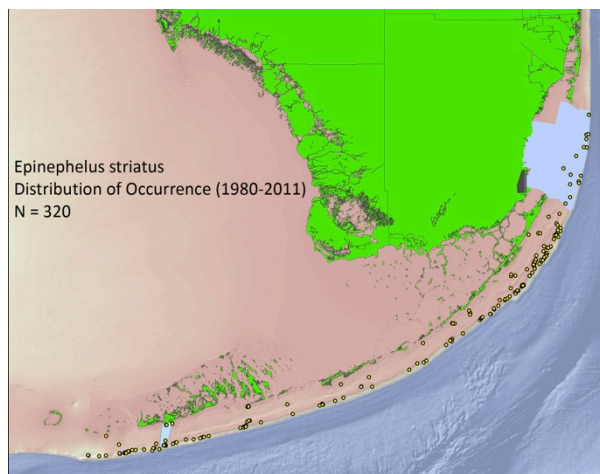 Epinephelus striatus
Distribution of Occurrence (1980-2011)
N = 320